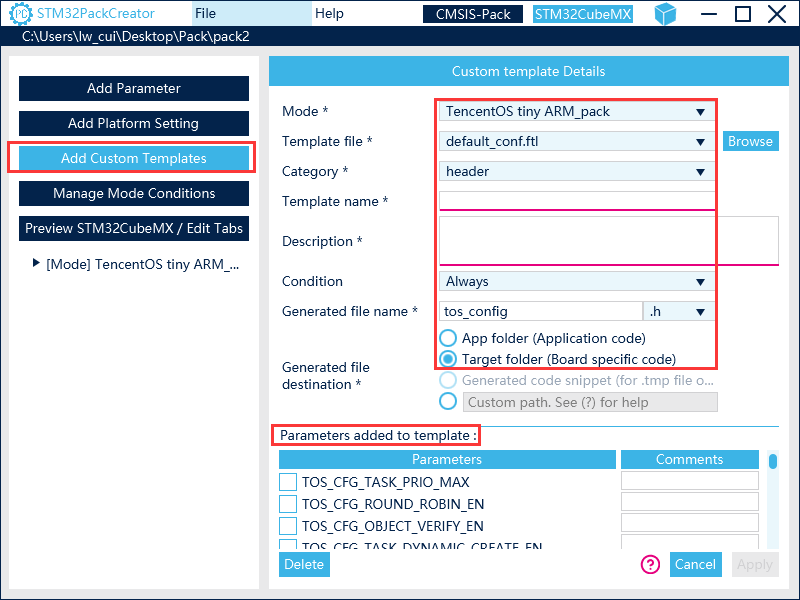 STM32PackCreator
File
Help
CMSIS-Pack
STM32CubeMX
C:\Users\lw_cui\Desktop\Pack\pack2
Add Parameter
Add Platform Setting
Add Custom Templates
Manage Mode Conditions
Preview STM32CubeMX / Edit Tabs
[Mode] TencentOS tiny ARM_...
Custom template Details
Mode *
TencentOS tiny ARM_pack
Template file *
default_conf.ftl
Browse
Category *
header
Template name *
Description *
Condition
Always
Generated file name *
tos_config
.h
Generated file
destination *
App folder (Application code)
Target folder (Board specific code)
Generated code snippet (for .tmp file o...
Custom path. See (?) for help
Parameters added to template :
Parameters
Comments
TOS_CFG_TASK_PRIO_MAX
TOS_CFG_ROUND_ROBIN_EN
TOS_CFG_OBJECT_VERIFY_EN
TOS_CFG_TASK_DYNAMIC_CREATE_EN
Delete
?
Cancel
Apply